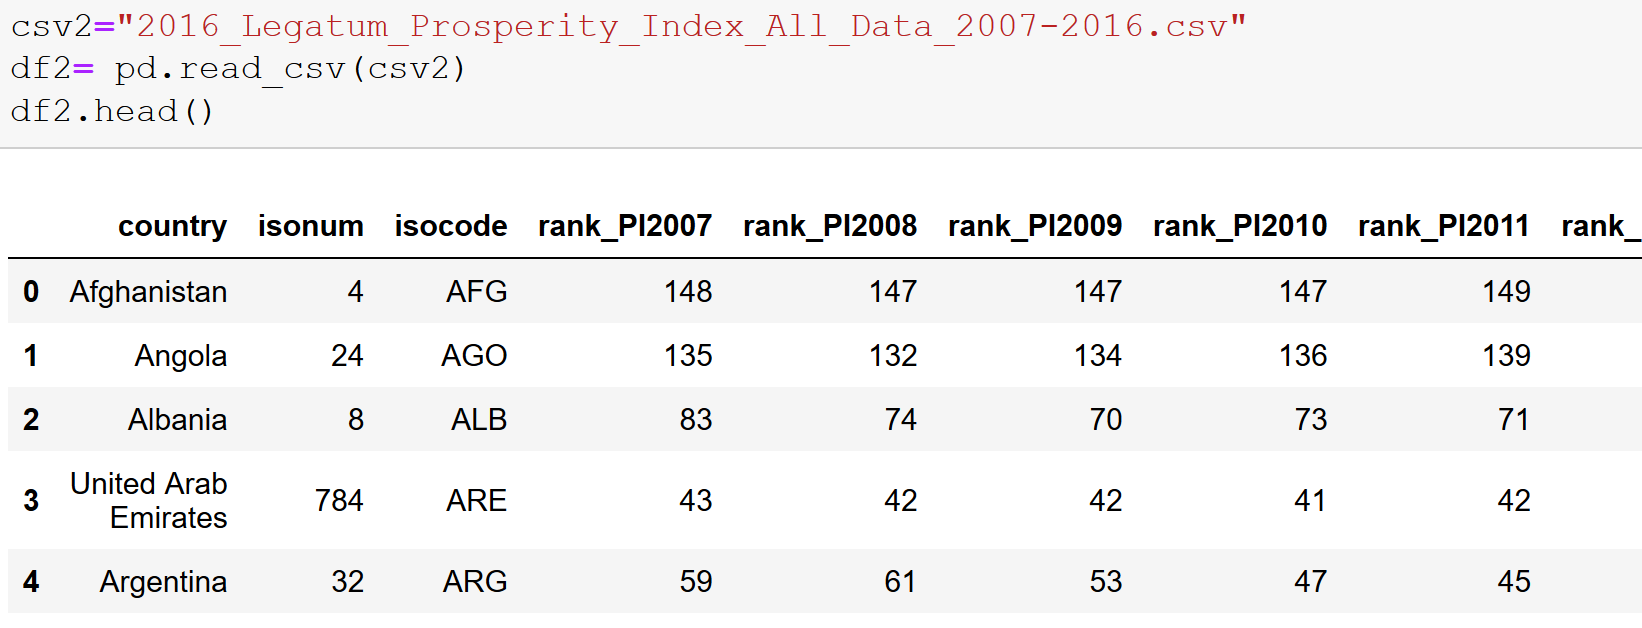 csv2="2016_Legatum_Prosperity_Index_All_Data_2007-2016.csv"
df2= pd.read_csv(csv2)
df2.head()
country isonum isocode rank_PI2007 rank_PI2008 rank_PI2009 rank_PI2010 rank_PI2011 rank_
0 Afghanistan 4 AFG 148 147 147 147 149
1 Angola 24 AGO 135 132 134 136 139
2 Albania 8 ALB 83 74 70 73 71
3 United Arab Emirates 784 ARE 43 42 42 41 42
4 Argentina 32 ARG 59 61 53 47 45